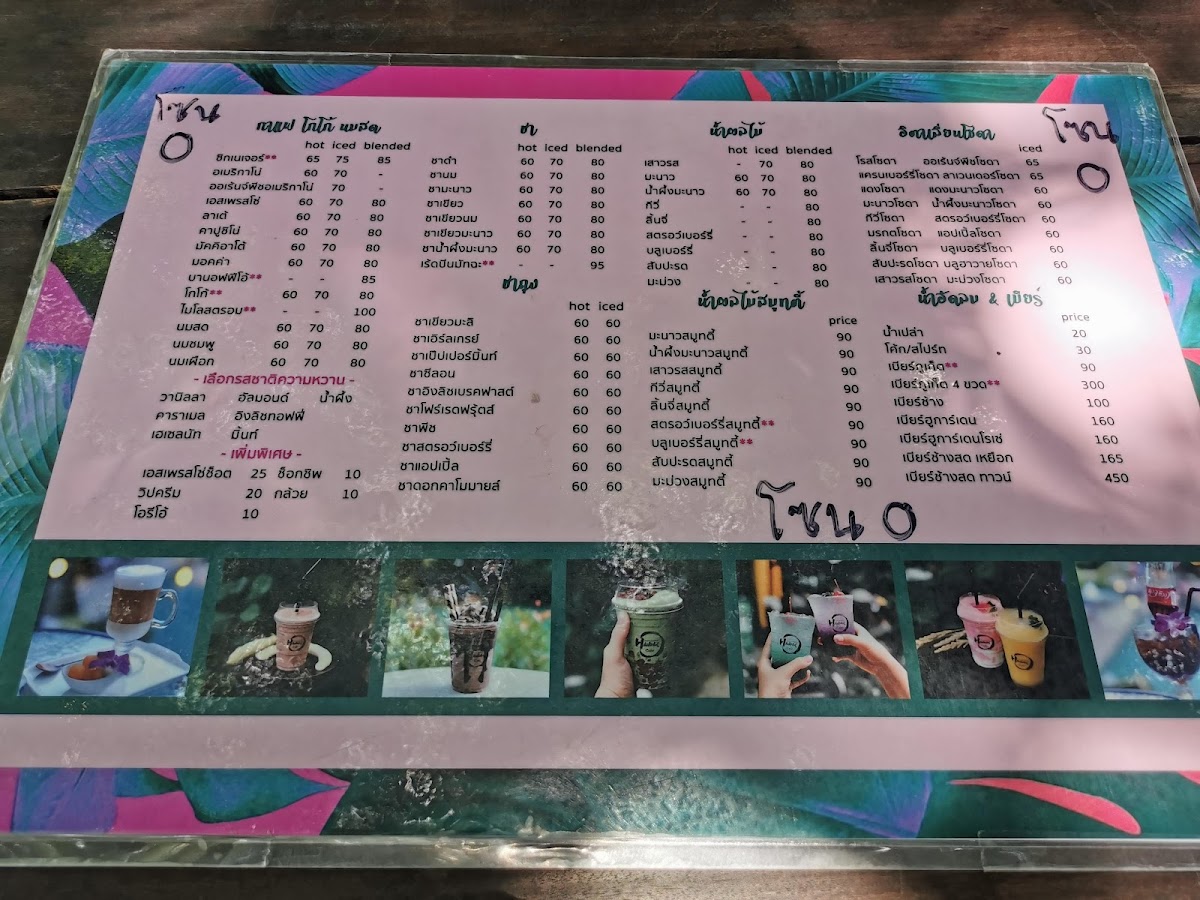 โซน
O
โซน
O
กาแฟ โกโก้ นมสด
hot iced blended
ซิกเนเจอร์** 65 75 85
อเมริกาโน่ 60 70 -
ออเร้นจ์พีชอเมริกาโน่ 70 -
เอสเพรสโซ่ 60 70 80
ลาเต้ 60 70 80
คาปูชิโน่ 60 70 80
มัคคิอาโต้ 60 70 80
มอคค่า 60 70 80
บานอฟฟีโอ้** - - 85
โกโก้** 60 70 80
ไมโลสตรอม** - - 100
นมสด 60 70 80
นมชมพู 60 70 80
นมเผือก 60 70 80
- เลือกรสชาติความหวาน -
วานิลลา อัลมอนด์ น้ำผึ้ง
คาราเมล อิงลิชทอฟฟี่
เฮเซลนัท มิ้นท์
- เพิ่มพิเศษ -
เอสเพรสโซ่ช็อต 25 ช็อกชิพ 10
วิปครีม 20 กล้วย 10
โอรีโอ้ 10
ชา
hot iced blended
ชาดำ 60 70 80
ชานม 60 70 80
ชามะนาว 60 70 80
ชาเขียว 60 70 80
ชาเขียวนม 60 70 80
ชาเขียวมะนาว 60 70 80
ชาน้ำผึ้งมะนาว 60 70 80
เร้ดบีนมัทฉะ** - - 95
ชาถุง
hot iced
ชาเขียวมะลิ 60 60
ชาเอิร์ลเกรย์ 60 60
ชาเป๊ปเปอร์มิ้นท์ 60 60
ชาซีลอน 60 60
ชาอิงลิชเบรคฟาสต์ 60 60
ชาโฟร์เรดฟรุ้ตส์ 60 60
ชาพีช 60 60
ชาสตรอว์เบอร์รี่ 60 60
ชาแอปเปิ้ล 60 60
ชาดอกคาโมมายล์ 60 60
น้ำผลไม้
hot iced blended
เสาวรส - 70 80
มะนาว 60 70 80
น้ำผึ้งมะนาว 60 70 80
กีวี่ - - 80
ลิ้นจี่ - - 80
สตรอว์เบอร์รี่ - - 80
บลูเบอร์รี่ - - 80
สับปะรด - - 80
มะม่วง - - 80
น้ำผลไม้สมูทตี้
price
มะนาวสมูทตี้ 90
น้ำผึ้งมะนาวสมูทตี้ 90
เสาวรสสมูทตี้ 90
กีวี่สมูทตี้ 90
ลิ้นจี่สมูทตี้ 90
สตรอว์เบอร์รี่สมูทตี้** 90
บลูเบอร์รี่สมูทตี้** 90
สับปะรดสมูทตี้ 90
มะม่วงสมูทตี้ 90
อิตาเลี่ยนโซดา
iced
โรสโซดา ออเร้นจ์พีชโซดา 65
แครนเบอร์รี่โซดา ลาเวนเดอร์โซดา 65
แดงโซดา แดงมะนาวโซดา 60
มะนาวโซดา น้ำผึ้งมะนาวโซดา 60
กีวี่โซดา สตรอว์เบอร์รี่โซดา 60
มรกตโซดา แอปเปิ้ลโซดา 60
ลิ้นจี่โซดา บลูเบอร์รี่โซดา 60
สับปะรดโซดา บลูฮาวายโซดา 60
เสาวรสโซดา มะม่วงโซดา 60
น้ำอัดลม & เบียร์
price
น้ำเปล่า 20
โค้ก/สไปร์ท 30
เบียร์ภูเก็ต** 90
เบียร์ภูเก็ต 4 ขวด** 300
เบียร์ช้าง 100
เบียร์ฮูการ์เดน 160
เบียร์ฮูการ์เดนโรเซ่ 160
เบียร์ช้างสด เหยือก 165
เบียร์ช้างสด ทาวน์ 450
โซน O